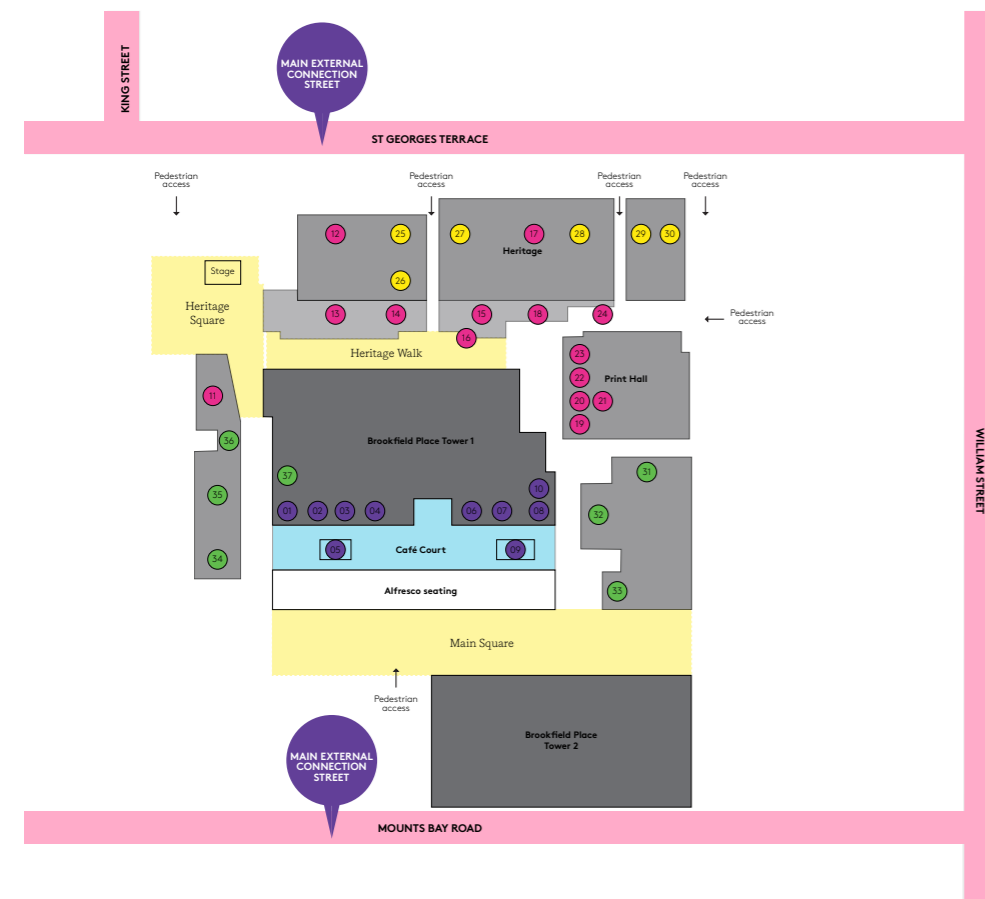 KING STREET
MAIN EXTERNAL
CONNECTION
STREET
ST GEORGES TERRACE
Pedestrian
access
Pedestrian
access
Pedestrian
access
Pedestrian
access
12
25
27
17
28
29
30
Heritage
Stage
26
Heritage
Square
13
14
15
18
24
Pedestrian
access
16
Heritage Walk
23
22
Print Hall
20
21
19
11
36
Brookfield Place Tower 1
WILLIAM STREET
37
10
31
35
01
02
03
04
06
07
08
32
34
05
Café Court
09
Alfresco seating
33
Main Square
Pedestrian
access
Brookfield Place
Tower 2
MAIN EXTERNAL
CONNECTION
STREET
MOUNTS BAY ROAD